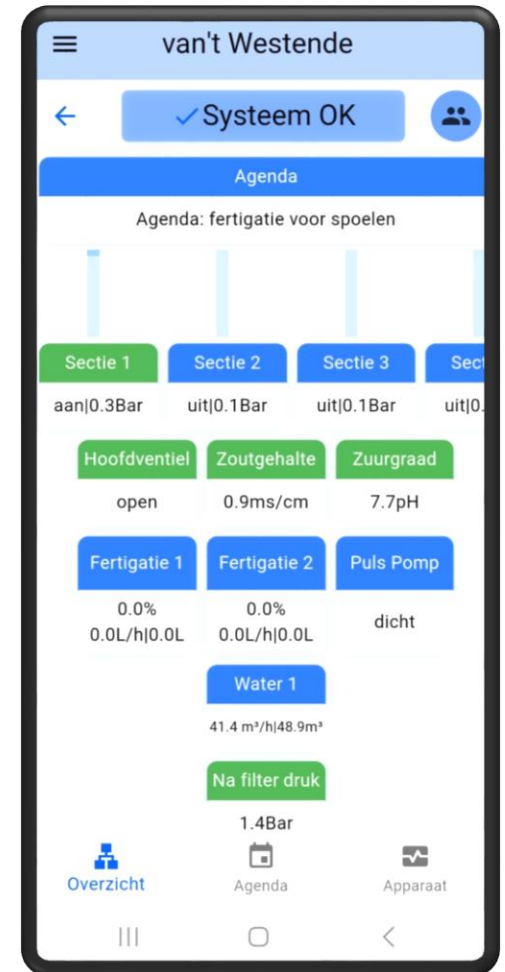 van't Westende
Systeem OK
Agenda
Agenda: fertigatie voor spoelen
Sectie 1 Sectie 2 Sectie 3
aan|0.3Bar uit|0.1Bar uit|0.1Bar uit|0.
Hoofdventiel Zoutgehalte Zuurgraad
open 0.9ms/cm 7.7pH
Fertigatie 1 Fertigatie 2 Puls Pomp
0.0% 0.0% dicht
0.0L/h|0.0L 0.0L/h|0.0L
Water 1
41.4 m³/h|48.9m³
Na filter druk
1.4Bar
Overzicht Agenda Apparaat